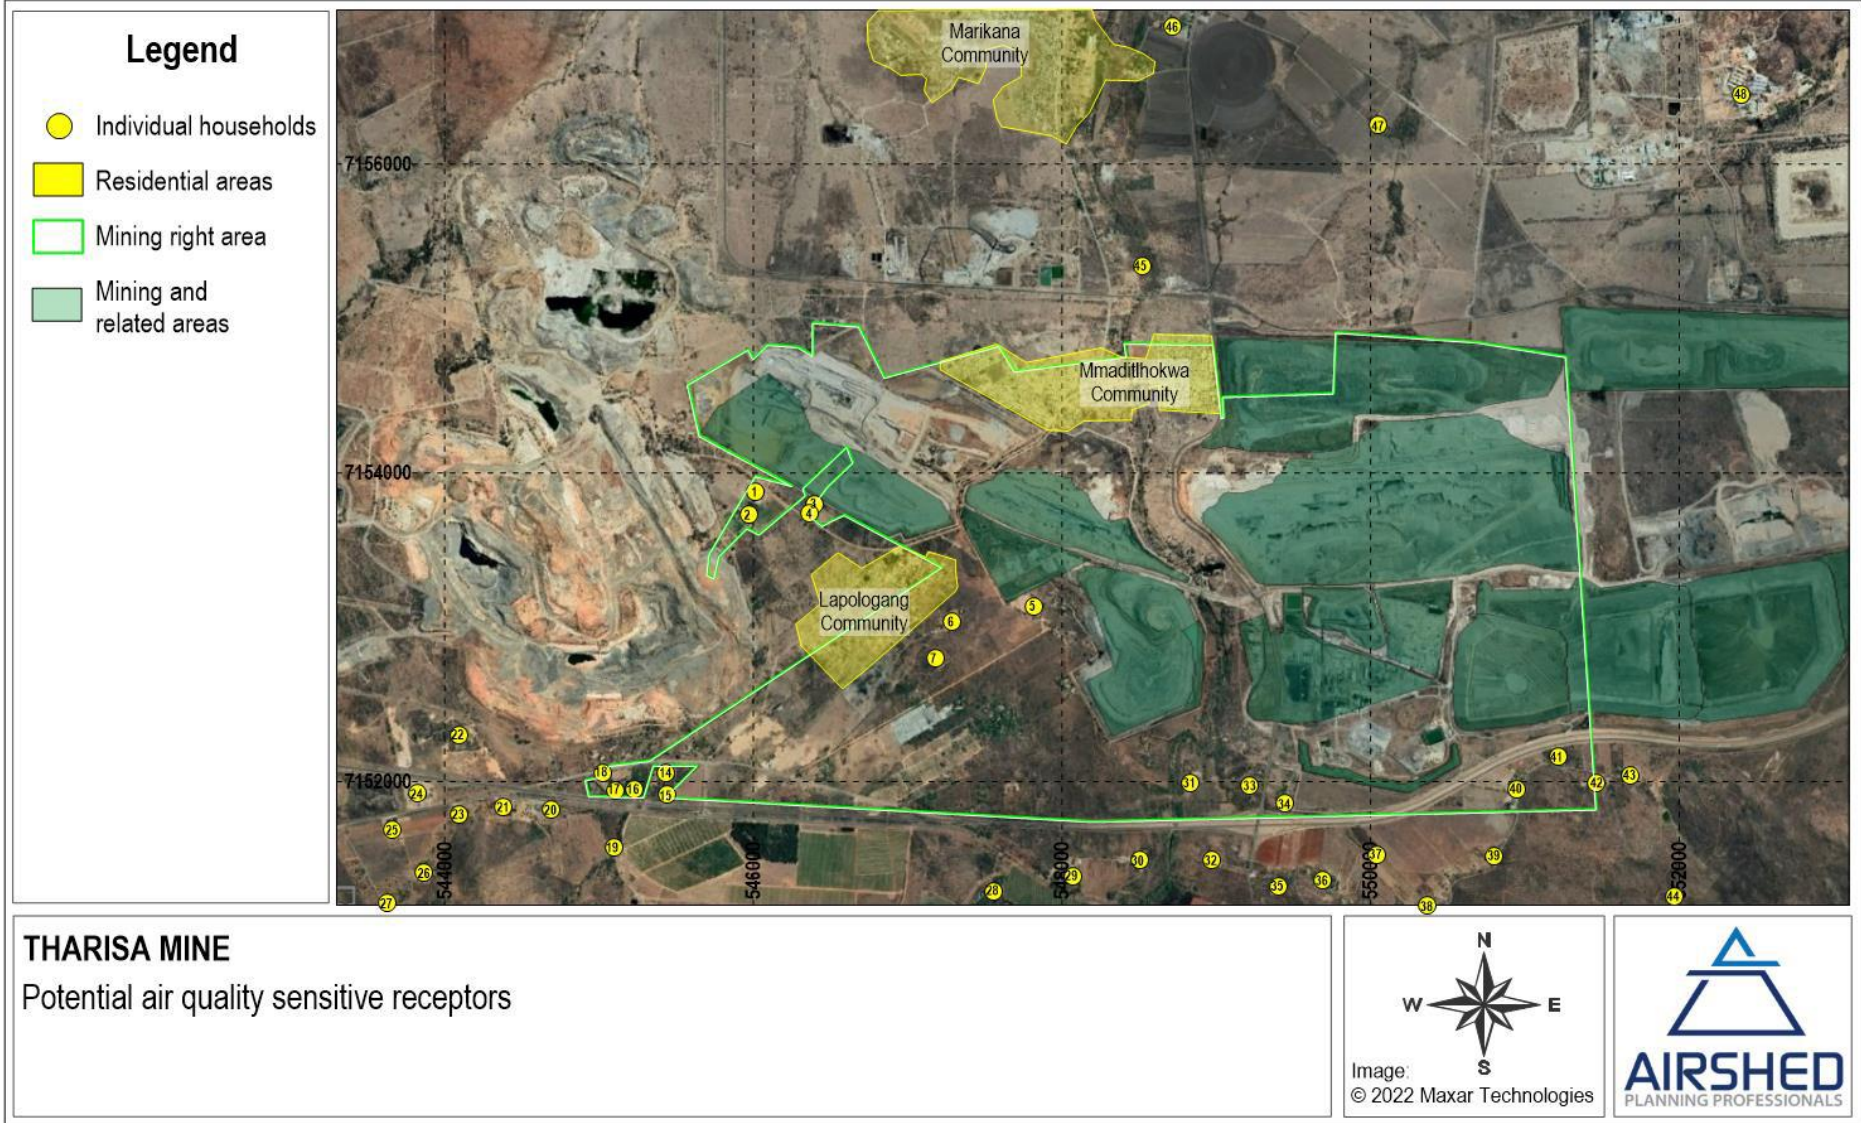 Legend
Individual households
Residential areas
Mining right area
Mining and
related areas
Marikana
Community
46
48
47
7156000
45
Mmaditlhokwa
Community
7154000
1
2
3
4
Lapologang
Community
5
6
7
22
7152000
18
14
17
16
15
24
23
21
20
25
19
26
27
31
33
34
40
41
42
43
28
29
30
32
35
36
37
38
39
44
544000
546000
548000
550000
552000
THARISA MINE
Potential air quality sensitive receptors
N
W
E
S
Image:
© 2022 Maxar Technologies
AIRSHED
PLANNING PROFESSIONALS